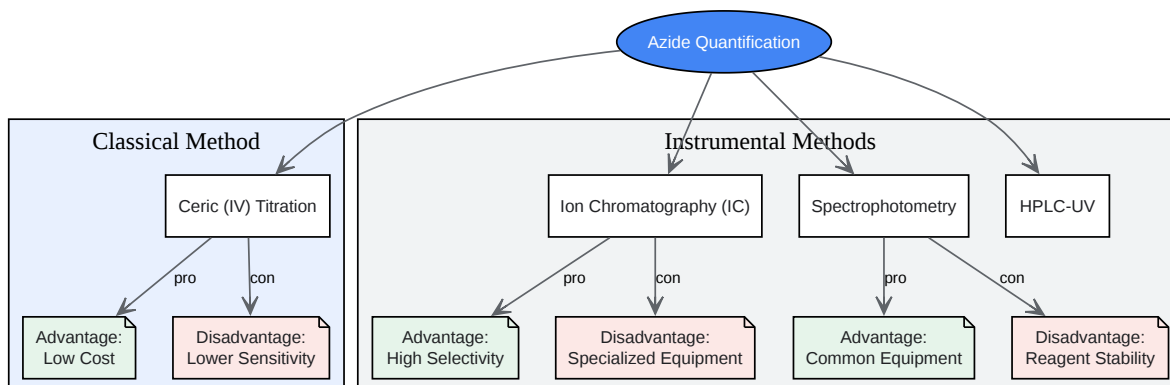 Azide Quantification
Classical Method
Instrumental Methods
Ceric (IV) Titration
Ion Chromatography (IC)
Spectrophotometry
HPLC-UV
pro
con
pro
con
pro
con
Advantage:
Low Cost
Disadvantage:
Lower Sensitivity
Advantage:
High Selectivity
Disadvantage:
Specialized Equipment
Advantage:
Common Equipment
Disadvantage:
Reagent Stability